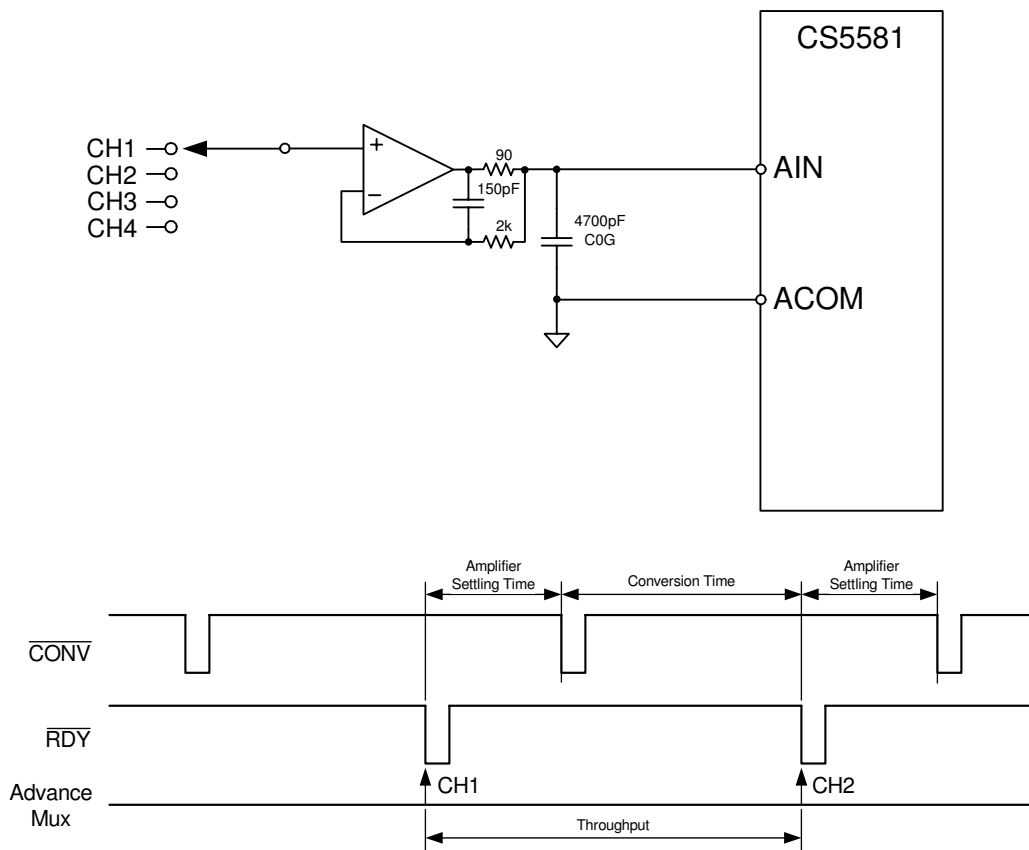 CS5581
CH1
CH2
CH3
CH4
+
−
90
150pF
2k
4700pF
C0G
AIN
ACOM
Amplifier
Settling Time
Conversion Time
Amplifier
Settling Time
CONV
RDY
Advance
Mux
CH1
CH2
Throughput